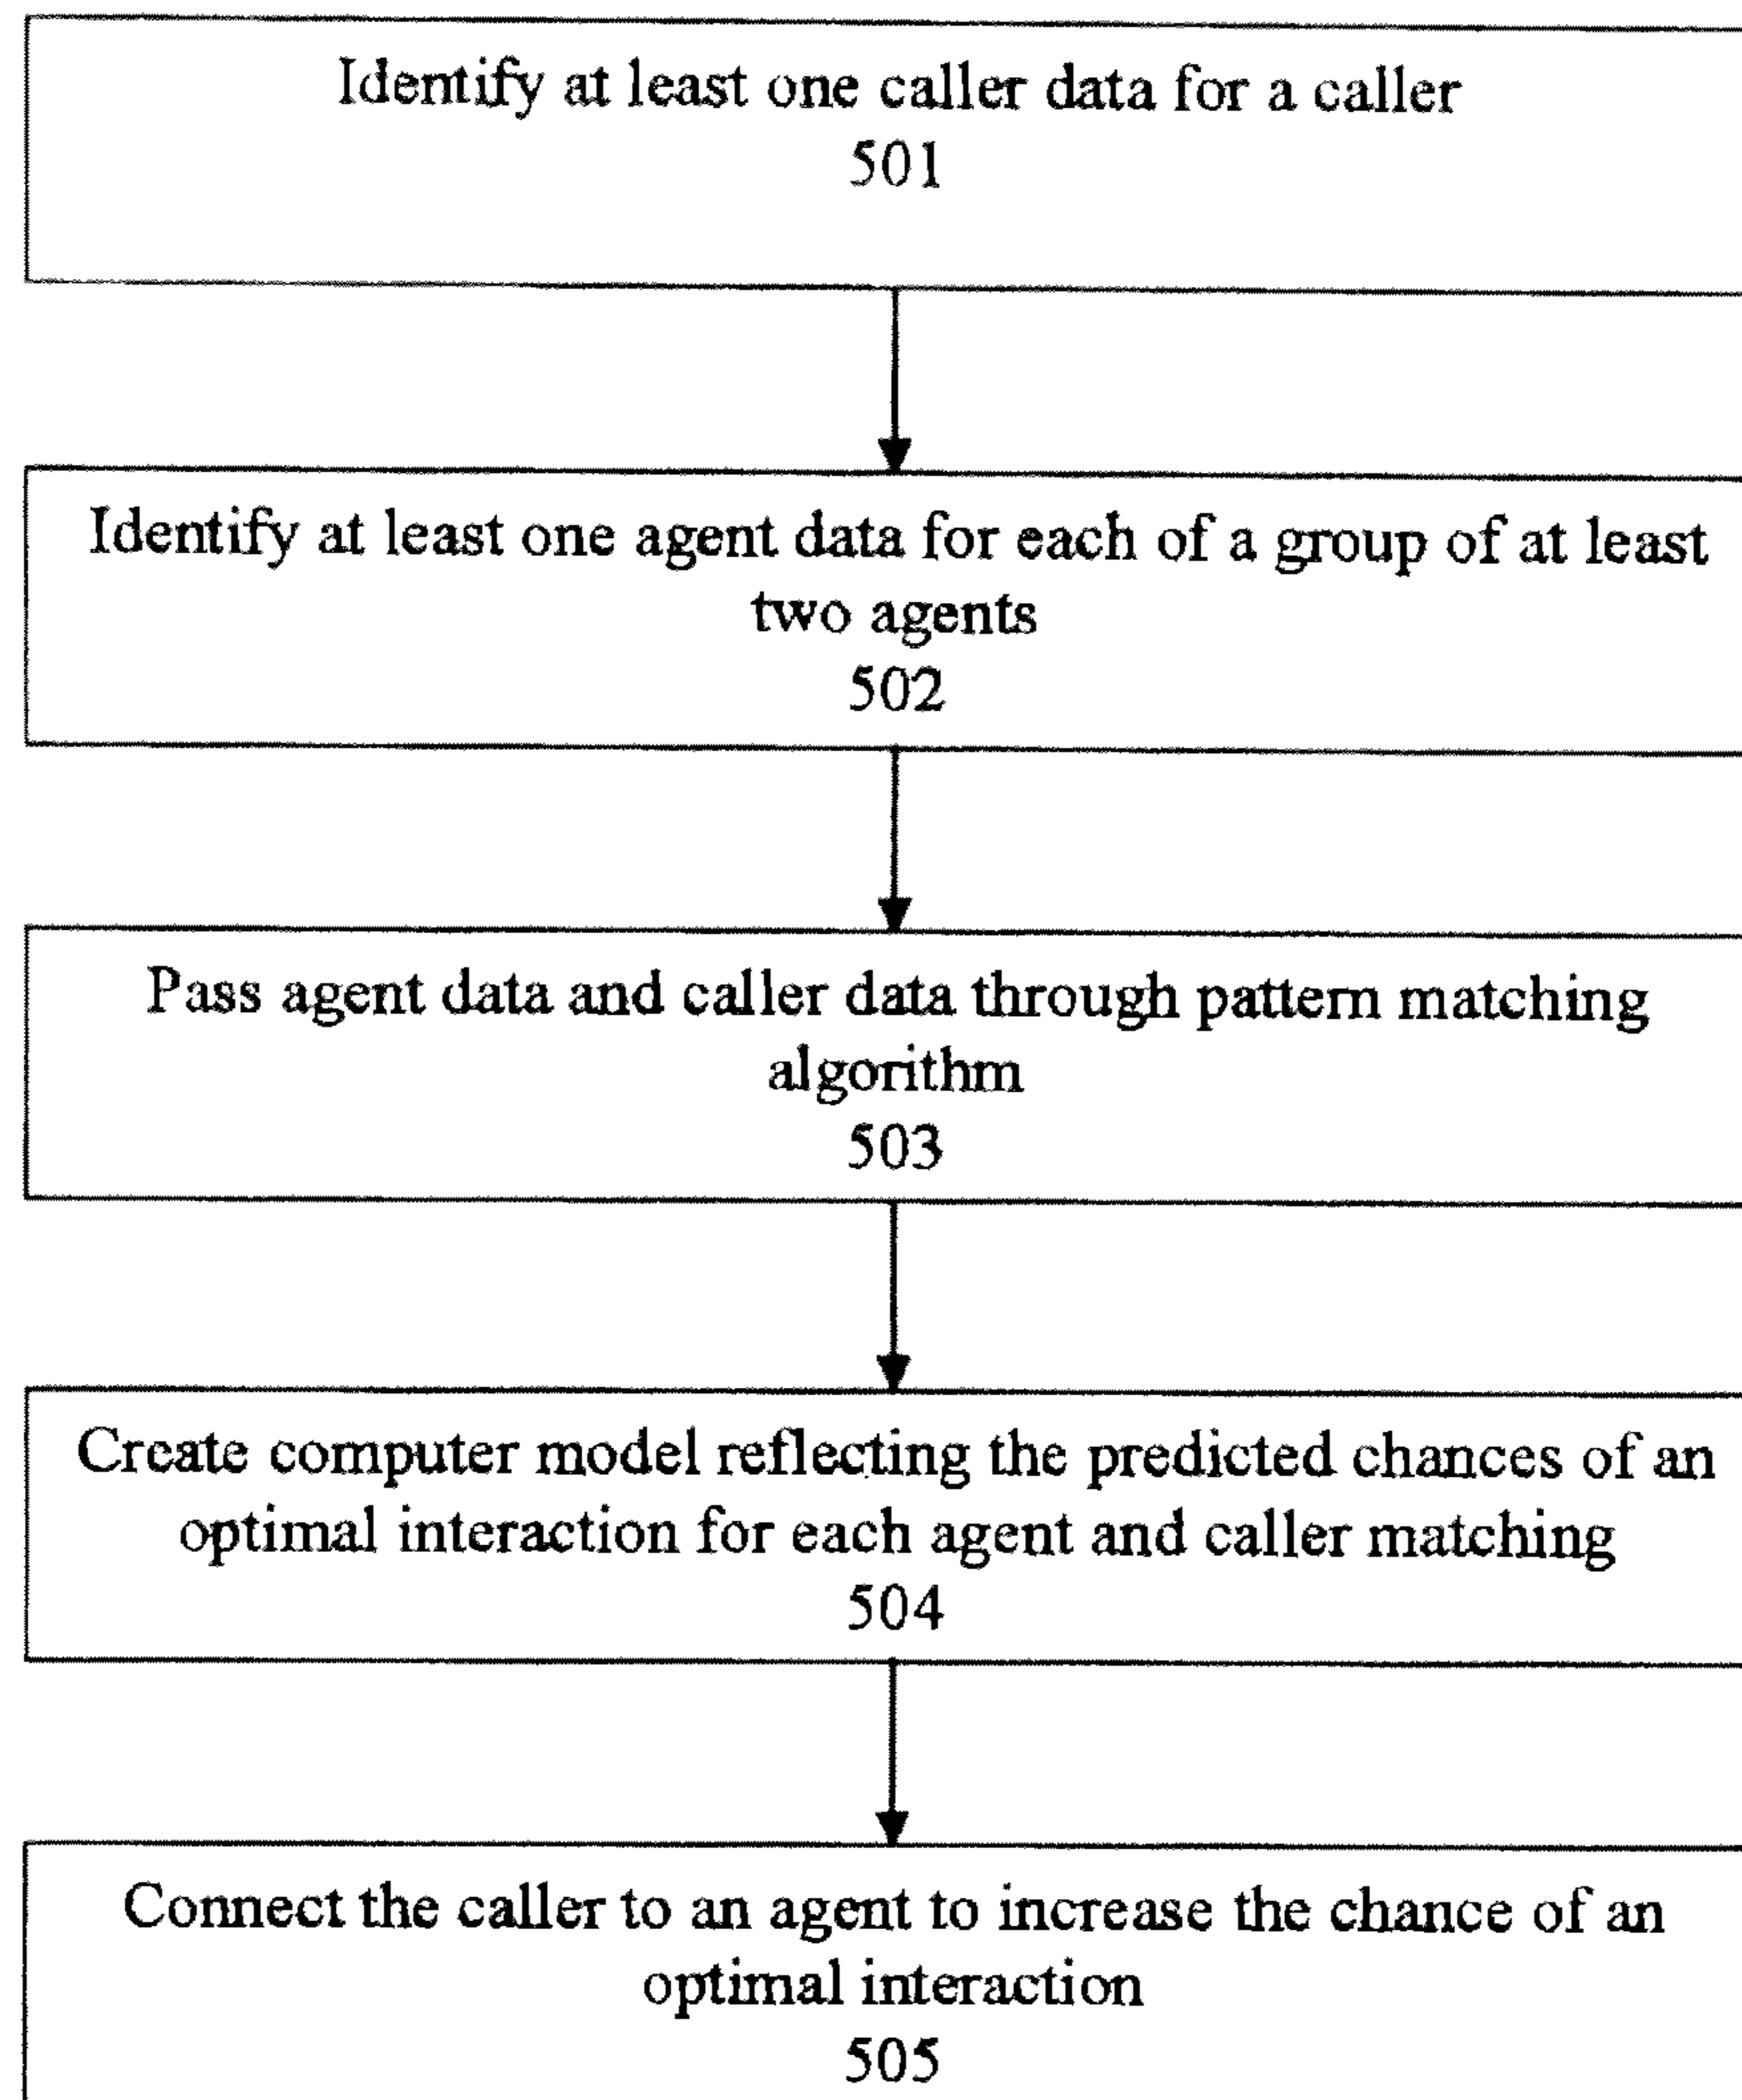 Identify at least one caller data for a caller
501
Identify at least one agent data for each of a group of at least
two agents
502
Pass agent data and caller data through pattern matching
algorithm
503
Create computer model reflecting the predicted chances of an
optimal interaction for each agent and caller matching
504
Connect the caller to an agent to increase the chance of an
optimal interaction
505